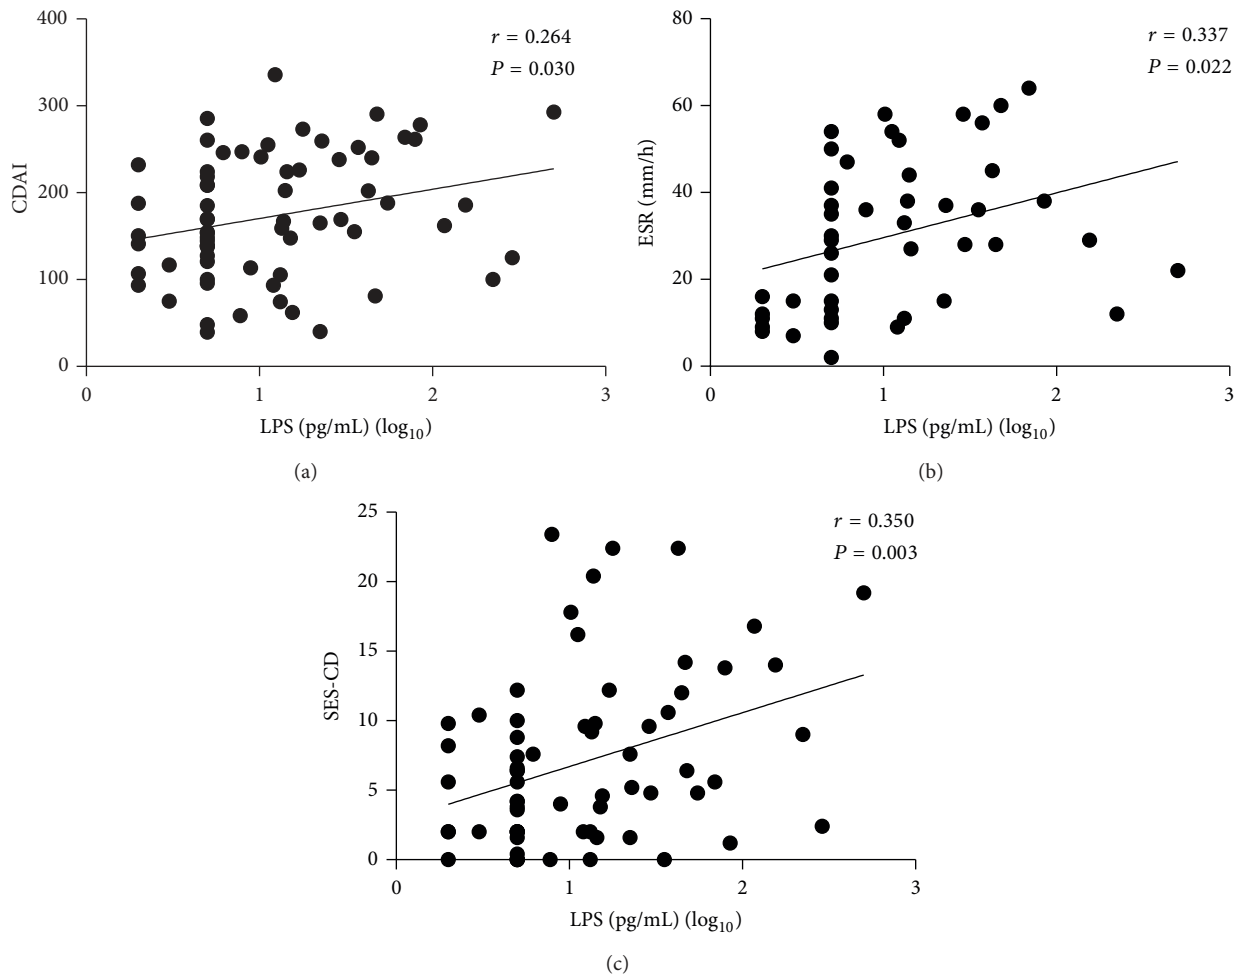 400
300
200
100
0
CDAI
r = 0.264
P = 0.030
0 1 2 3
LPS (pg/mL) (log10)
(a)
80
60
40
20
0
ESR (mm/h)
r = 0.337
P = 0.022
0 1 2 3
LPS (pg/mL) (log10)
(b)
25
20
15
10
5
0
SES-CD
r = 0.350
P = 0.003
0 1 2 3
LPS (pg/mL) (log10)
(c)